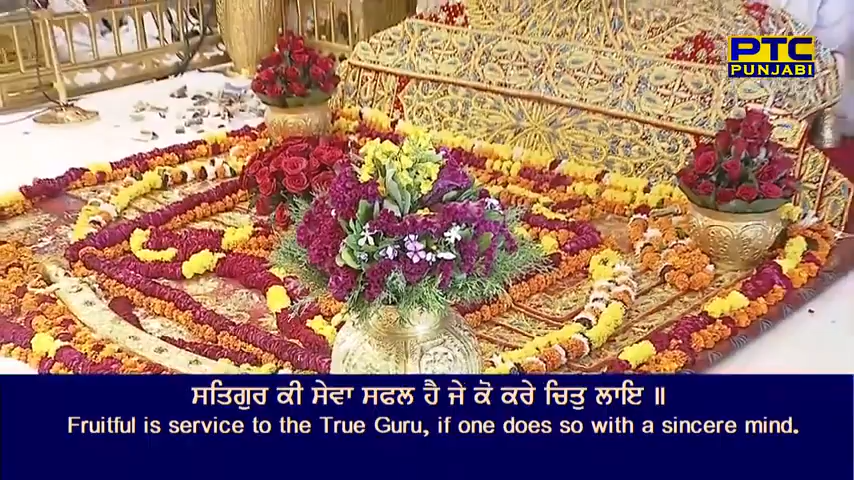 PTC
PUNJABI
ਸਤਿਗੁਰ ਕੀ ਸੇਵਾ ਸਫਲ ਹੈ ਜੇ ਕੋ ਕਰੇ ਚਿਤੁ ਲਾਇ ॥
Fruitful is service to the True Guru, if one does so with a sincere mind.